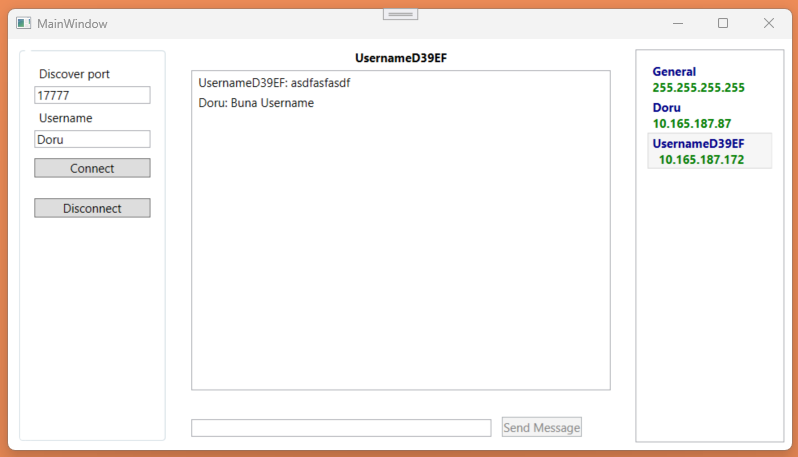 MainWindow
Discover port
17777
Username
Doru
Connect
Disconnect
UsernameD39EF
UsernameD39EF: asdfasfasdf
Doru: Buna Username
Send Message
General
255.255.255.255
Doru
10.165.187.87
UsernameD39EF
10.165.187.172